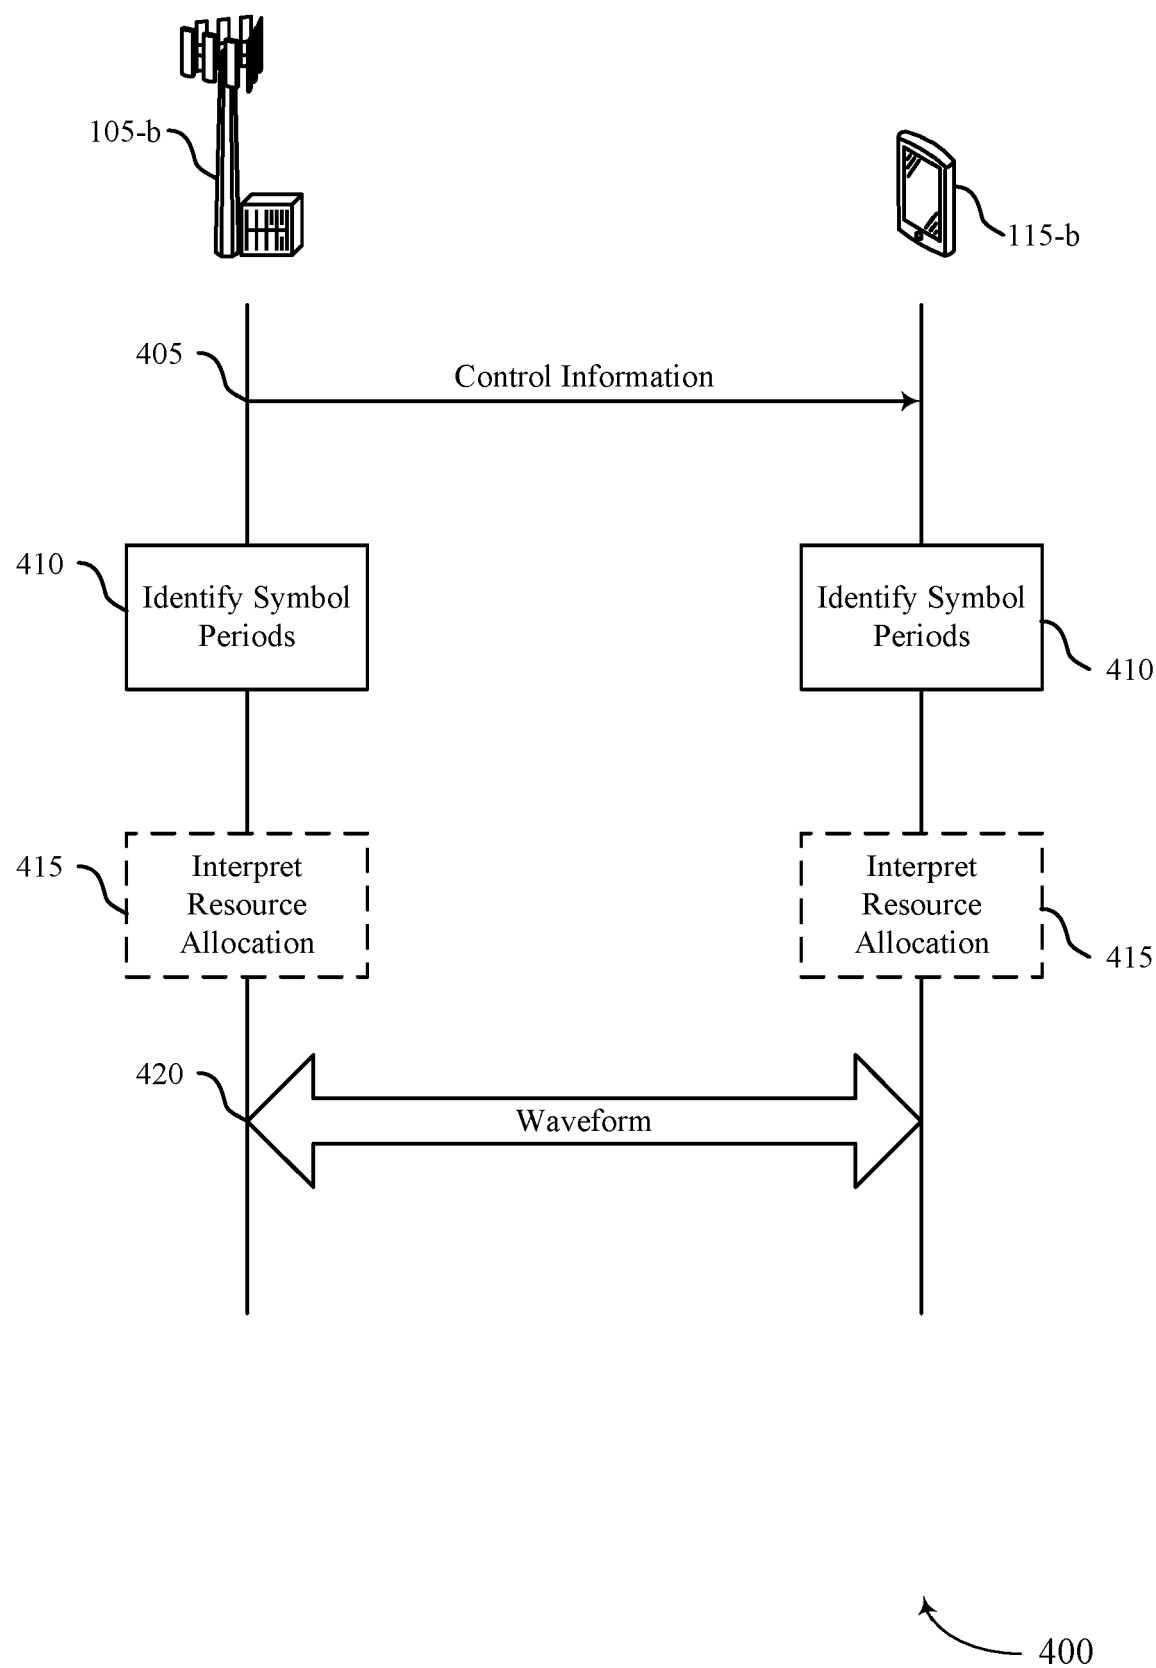 105-b
115-b
405
Control Information
410
Identify Symbol
Periods
Identify Symbol
Periods
410
415
Interpret
Resource
Allocation
Interpret
Resource
Allocation
415
420
Waveform
400